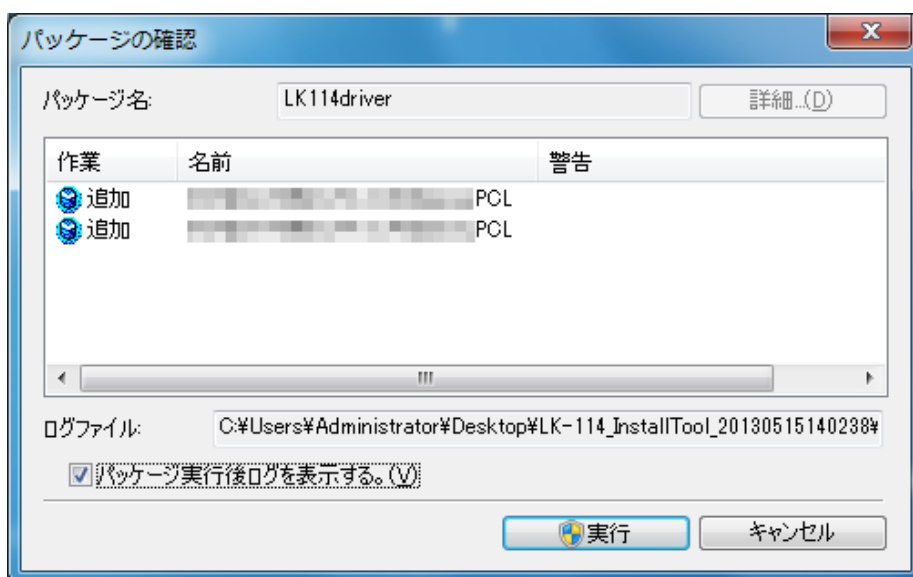 パッケージの確認
パッケージ名: LK114driver 詳細...(D)
作業 名前 警告
追加 PCL
追加 PCL
ログファイル: C:¥Users¥Administrator¥Desktop¥LK-114_InstallTool_20130515140238¥
パッケージ実行後ログを表示する。(V)
実行 キャンセル